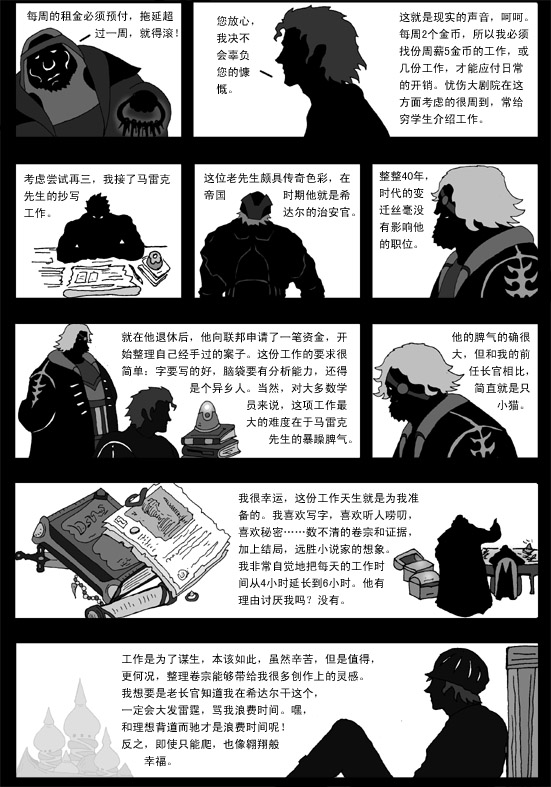 每周的租金必须预付，拖延超
过一周，就得滚！
您放心，
我决不
会辜负
您的慷
慨。
这就是现实的声音，呵呵。
每周2个金币，所以我必须
找份周薪5金币的工作，或
几份工作，才能应付日常
的开销。忧伤大剧院在这
方面考虑的很周到，常给
穷学生介绍工作。
考虑尝试再三，我接了马雷克
先生的抄写
工作。
这位老先生颇具传奇色彩，在
帝国 时期他就是希
达尔的治安官。
整整40年，
时代的变
迁丝毫没
有影响他
的职位。
就在他退休后，他向联邦申请了一笔资金，开
始整理自己经手过的案子。这份工作的要求很
简单：字要写的好，脑袋要有分析能力，还得
是个异乡人。当然，对大多数学
员来说，这项工作最
大的难度在于马雷克
先生的暴躁脾气。
他的脾气的确很
大，但和我的前
任长官相比，
简直就是只
小猫。
我很幸运，这份工作天生就是为我准
备的。我喜欢写字，喜欢听人唠叨，
喜欢秘密……数不清的卷宗和证据，
加上结局，远胜小说家的想象。
我非常自觉地把每天的工作时
间从4小时延长到6小时。他有
理由讨厌我吗？没有。
工作是为了谋生，本该如此，虽然辛苦，但是值得，
更何况，整理卷宗能够带给我很多创作上的灵感。
我想要是老长官知道我在希达尔干这个，
一定会大发雷霆，骂我浪费时间。嘿，
和理想背道而驰才是浪费时间呢！
反之，即使只能爬，也像翱翔般
幸福。